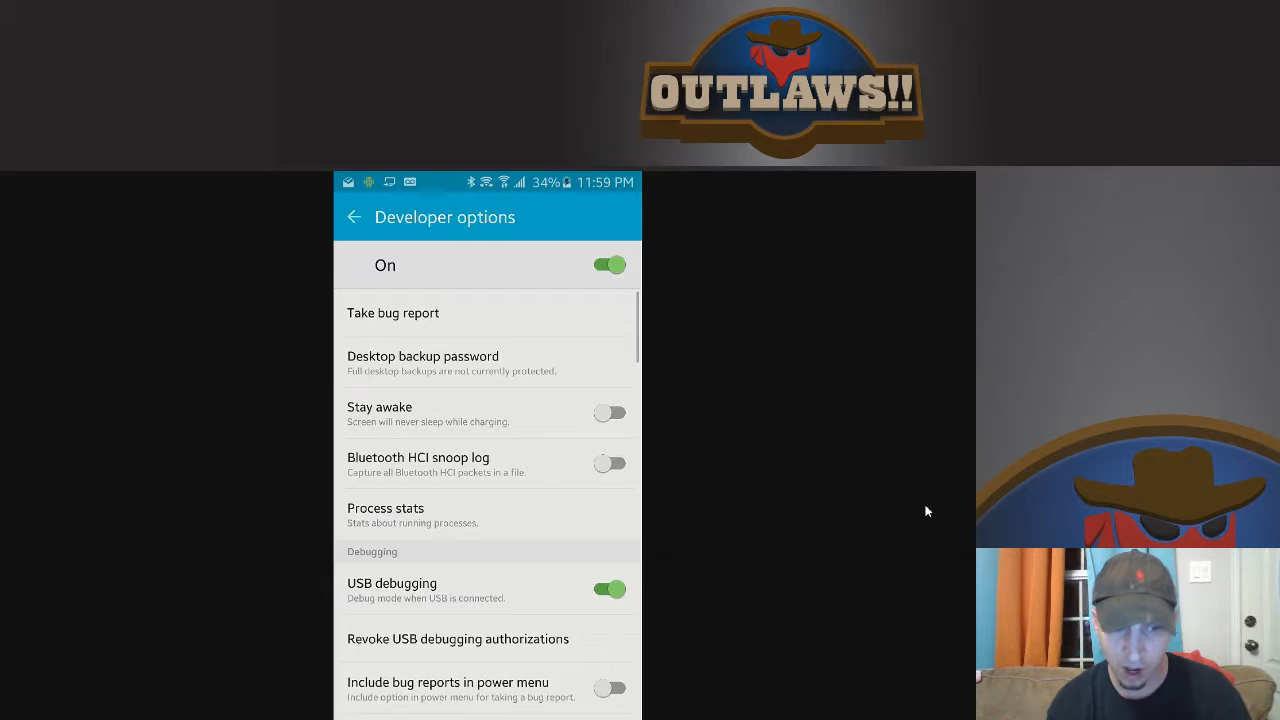 OUTLAWS!!
34% 11:59 PM
Developer options
On
Take bug report
Desktop backup password
Full desktop backups are not currently protected.
Stay awake
Screen will never sleep while charging.
Bluetooth HCI snoop log
Capture all Bluetooth HCI packets in a file.
Process stats
Stats about running processes.
Debugging
USB debugging
Debug mode when USB is connected.
Revoke USB debugging authorizations
Include bug reports in power menu
Include option in power menu for taking a bug report.